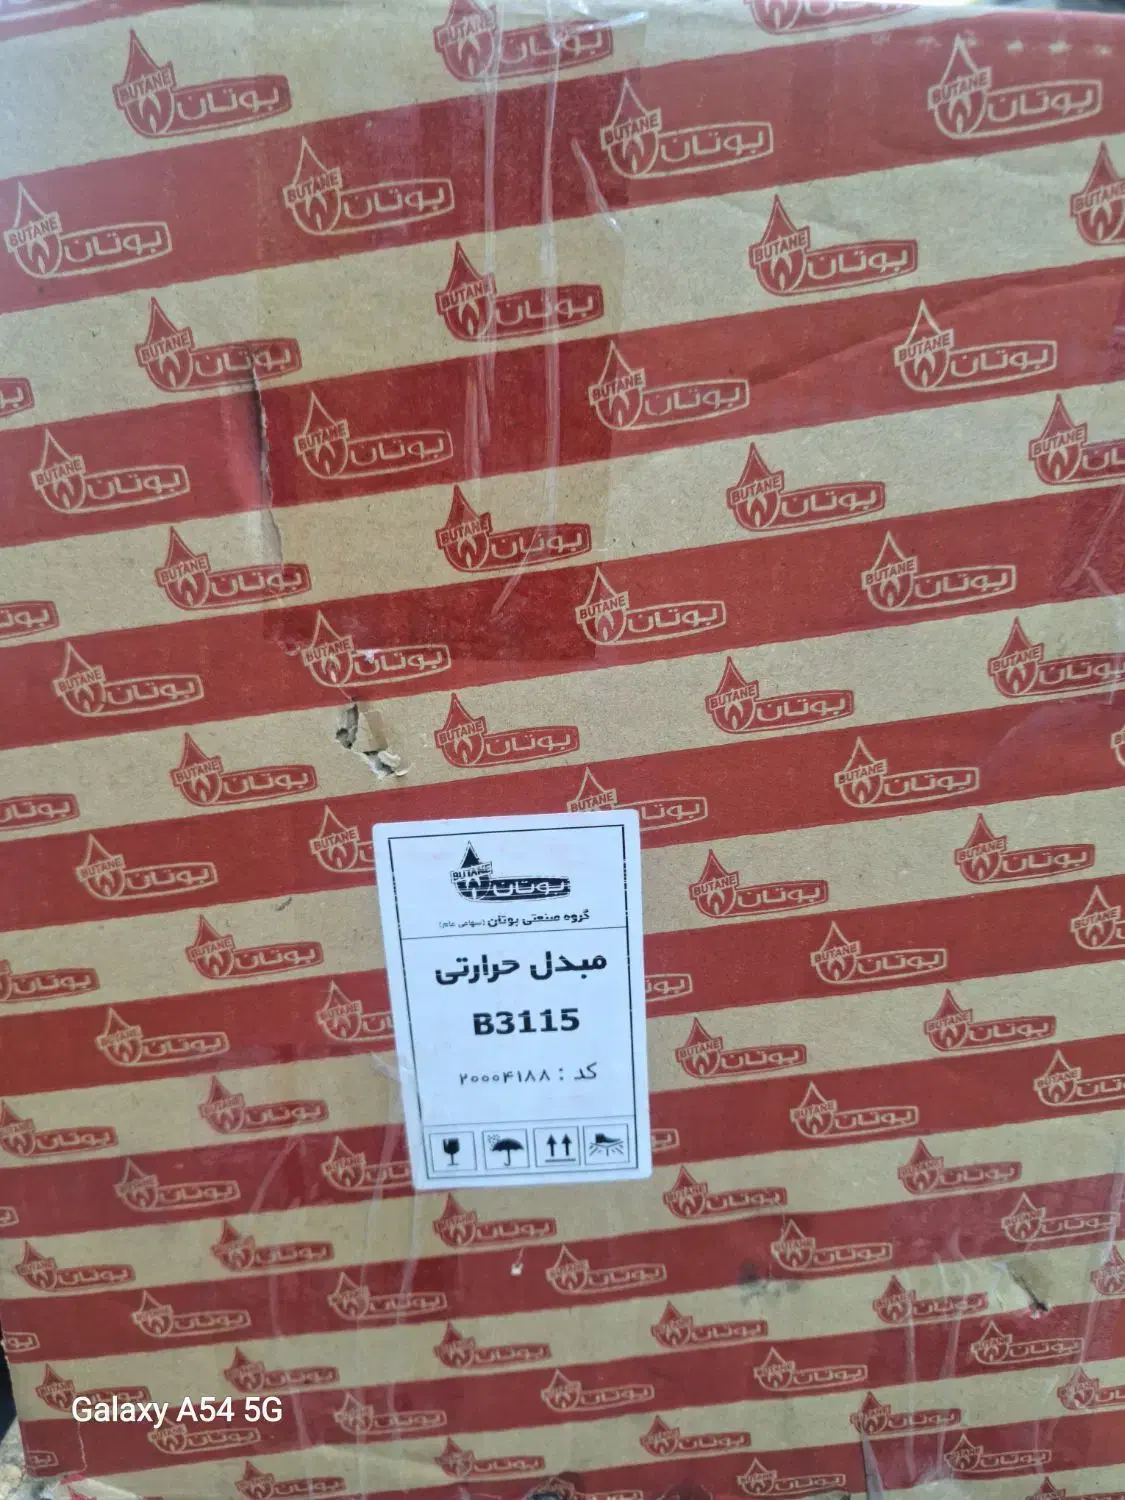 BUTANE
بوتان
گروه صنعتی بوتان (سهامی عام)
مبدل حرارتی
B3115
کد : ۲۰۰۰۴۱۸۸
Galaxy A54 5G